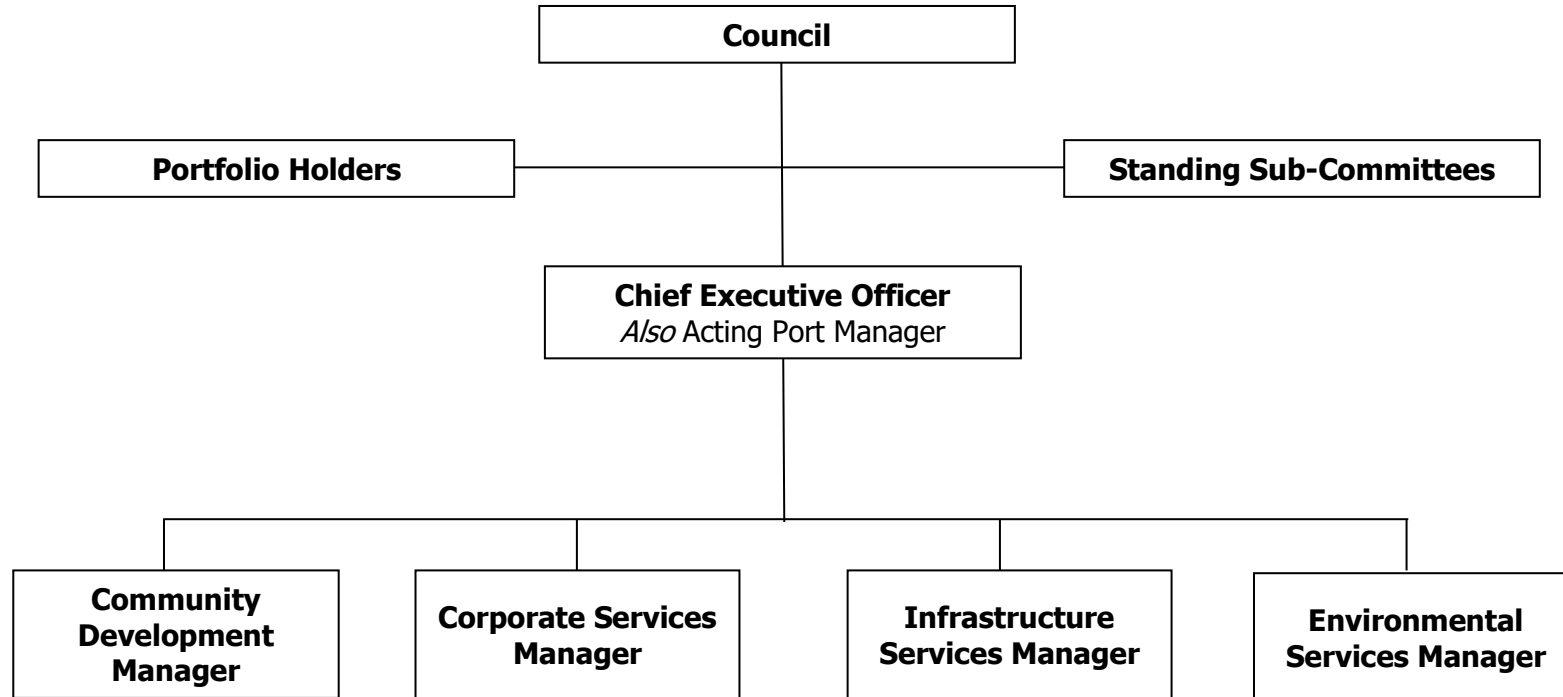 Council
Portfolio Holders
Standing Sub-Committees
Chief Executive Officer
Also Acting Port Manager
Community
Development
Manager
Corporate Services
Manager
Infrastructure
Services Manager
Environmental
Services Manager